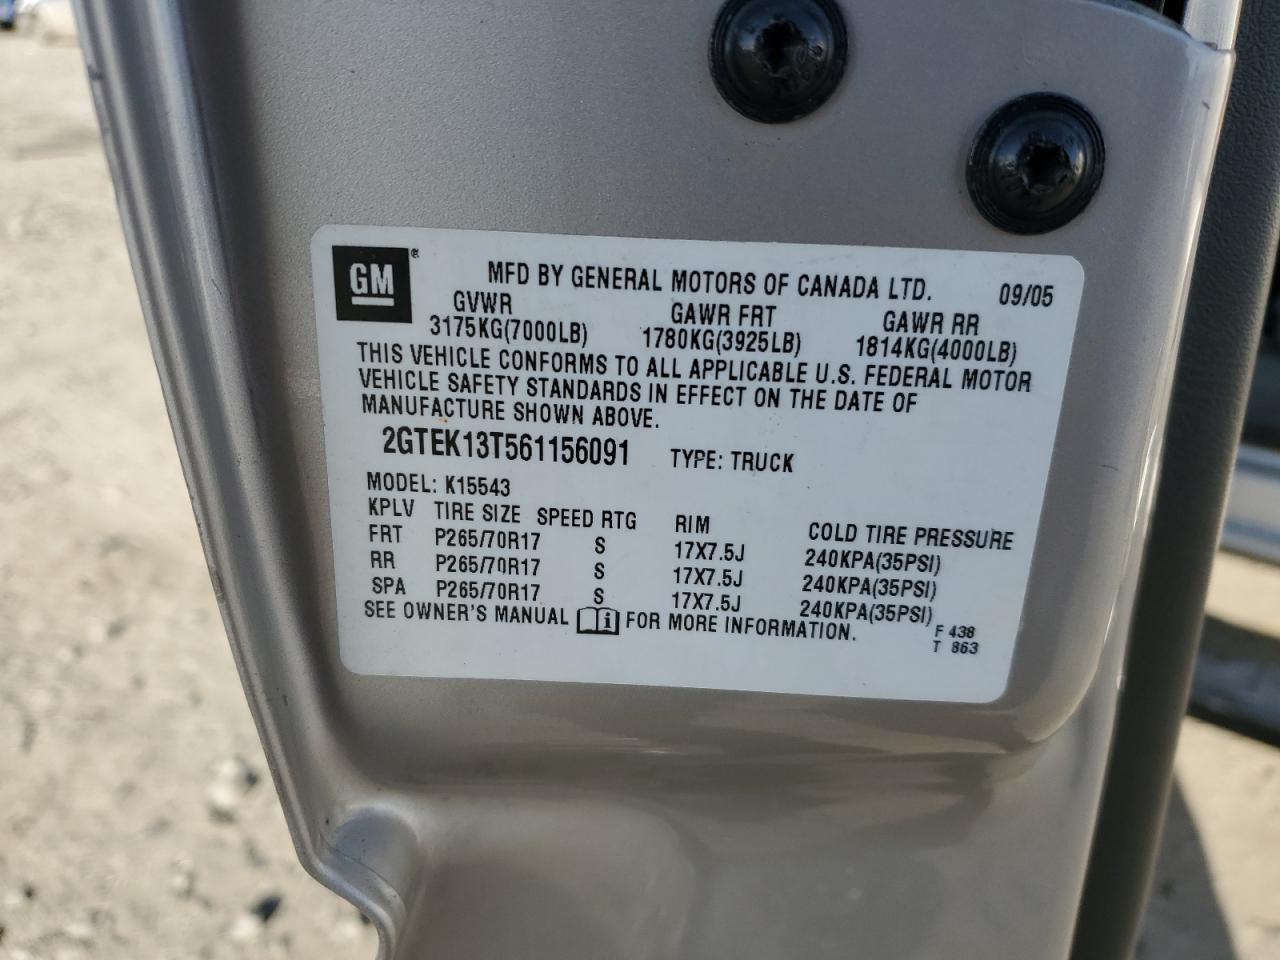 GM®
MFD BY GENERAL MOTORS OF CANADA LTD. 09/05
GVWR GAWR FRT GAWR RR
3175KG(7000LB) 1780KG(3925LB) 1814KG(4000LB)
THIS VEHICLE CONFORMS TO ALL APPLICABLE U.S. FEDERAL MOTOR
VEHICLE SAFETY STANDARDS IN EFFECT ON THE DATE OF
MANUFACTURE SHOWN ABOVE.
2GTEK13T561156091 TYPE: TRUCK
MODEL: K15543
KPLV TIRE SIZE SPEED RTG RIM COLD TIRE PRESSURE
FRT P265/70R17 S 17X7.5J 240KPA(35PSI)
RR P265/70R17 S 17X7.5J 240KPA(35PSI)
SPA P265/70R17 S 17X7.5J 240KPA(35PSI)
SEE OWNER'S MANUAL i FOR MORE INFORMATION.
F 438
T 863